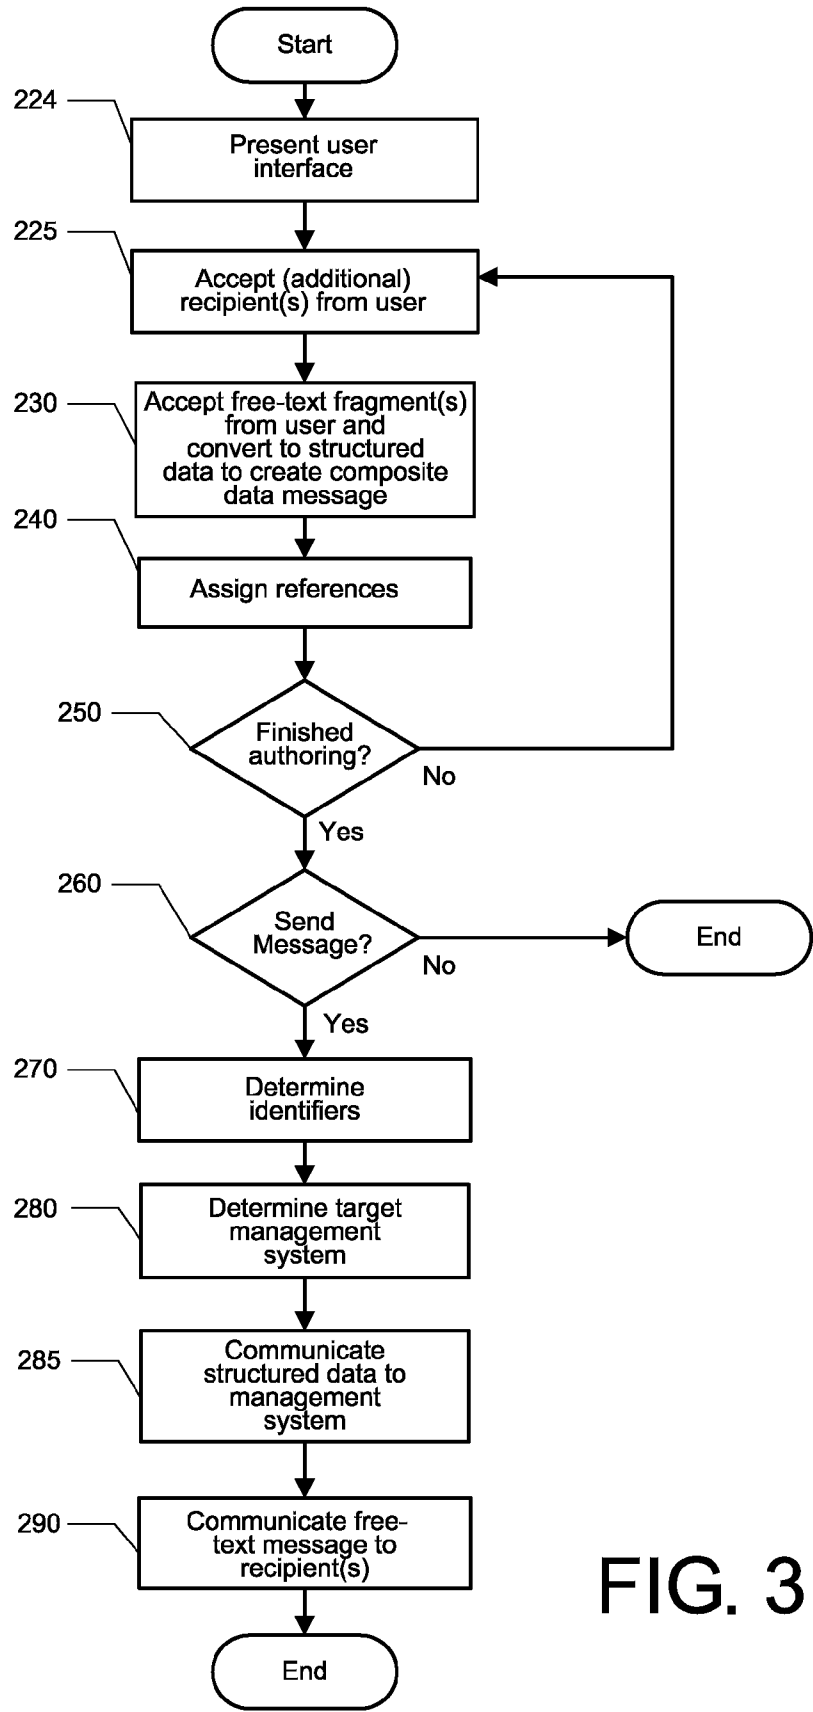 Start
224
Present user
interface
225
Accept (additional)
recipient(s) from user
230
Accept free-text fragment(s)
from user and
convert to structured
data to create composite
data message
240
Assign references
250
Finished
authoring?
No
Yes
260
Send
Message?
No
End
Yes
270
Determine
identifiers
280
Determine target
management
system
285
Communicate
structured data to
management
system
290
Communicate free-
text message to
recipient(s)
FIG. 3
End